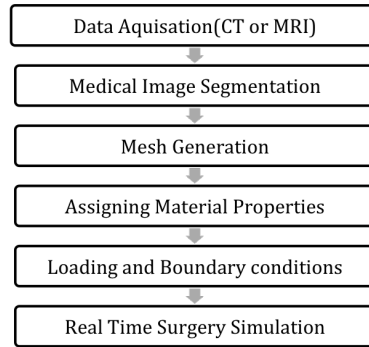 Data Aquisation(CT or MRI)
Medical Image Segmentation
Mesh Generation
Assigning Material Properties
Loading and Boundary conditions
Real Time Surgery Simulation